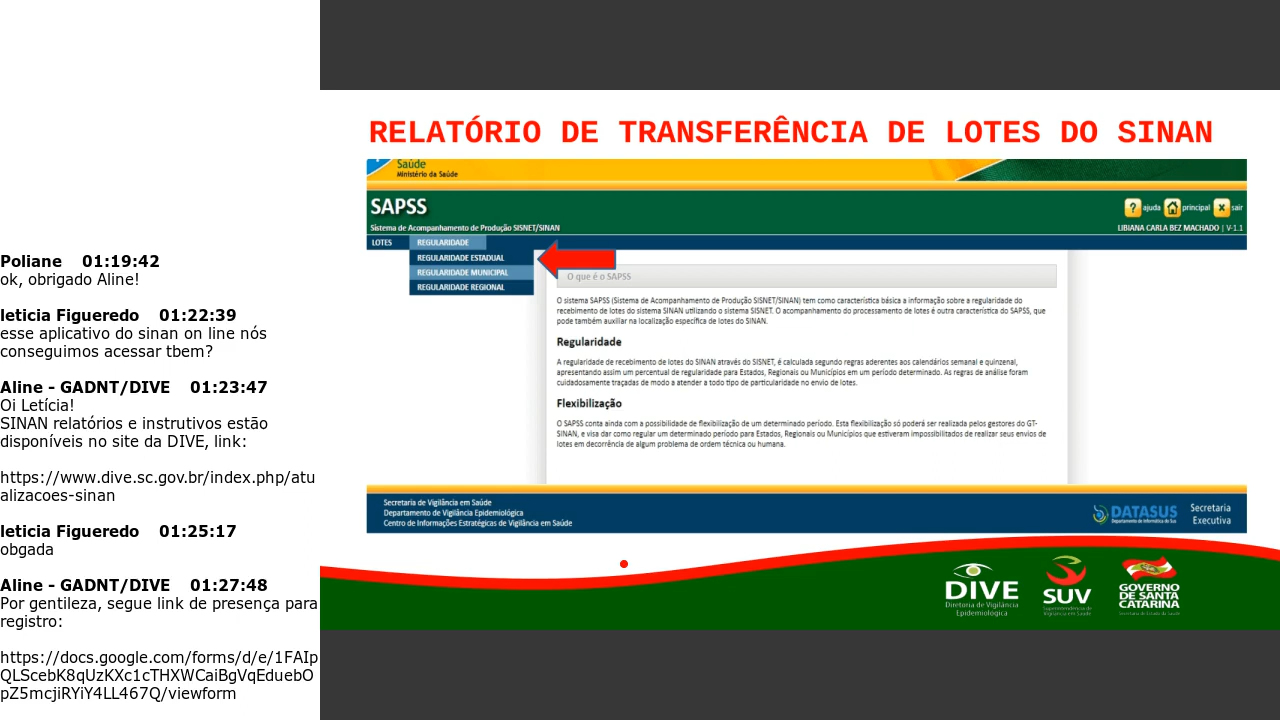 Poliane 01:19:42
ok, obrigado Aline!
leticia Figueredo 01:22:39
esse aplicativo do sinan on line nós
conseguimos acessar tbem?
Aline - GADNT/DIVE 01:23:47
Oi Letícia!
SINAN relatórios e instrutivos estão
disponíveis no site da DIVE, link:
https://www.dive.sc.gov.br/index.php/atu
alizacoes-sinan
leticia Figueredo 01:25:17
obgada
Aline - GADNT/DIVE 01:27:48
Por gentileza, segue link de presença para
registro:
https://docs.google.com/forms/d/e/1FAIp
QLScebK8qUzKXc1cTHXWCaiBgVqEduebO
pZ5mcjiRYiY4LL467Q/viewform
RELATÓRIO DE TRANSFERÊNCIA DE LOTES DO SINAN
Saúde
Ministério da Saúde
SAPSS
Sistema de Acompanhamento de Produção SISNET/SINAN
ajuda principal sair
LIBIANA CARLA BEZ MACHADO | V-1.1
LOTES REGULARIDADE
REGULARIDADE ESTADUAL
REGULARIDADE MUNICIPAL
REGULARIDADE REGIONAL
O que é o SAPSS
O sistema SAPSS (Sistema de Acompanhamento de Produção SISNET/SINAN) tem como característica básica a informação sobre a regularidade do
recebimento de lotes do sistema SINAN utilizando o sistema SISNET. O acompanhamento do processamento de lotes é outra característica do SAPSS, que
pode também auxiliar na localização específica de lotes do SINAN.
Regularidade
A regularidade de recebimento de lotes do SINAN através do SISNET, é calculada segundo regras aderentes aos calendários semanal e quinzenal,
apresentando assim um percentual de regularidade para Estados, Regionais ou Municípios em um período determinado. As regras de análise foram
cuidadosamente traçadas de modo a atender a todo tipo de particularidade no envio de lotes.
Flexibilização
O SAPSS conta ainda com a possibilidade de flexibilização de um determinado período. Esta flexibilização só poderá ser realizada pelos gestores do GT-
SINAN, e visa dar como regular um determinado período para Estados, Regionais ou Municípios que estiveram impossibilitados de realizar seus envios de
lotes em decorrência de algum problema de ordem técnica ou humana.
Secretaria de Vigilância em Saúde
Departamento de Vigilância Epidemiológica
Centro de Informações Estratégicas de Vigilância em Saúde
DATASUS
Departamento de Informática do Sus
Secretaria
Executiva
DIVE
Diretoria de Vigilância
Epidemiológica
SUV
Superintendência de
Vigilância em Saúde
GOVERNO
DE SANTA
CATARINA
Secretaria de Estado da Saúde